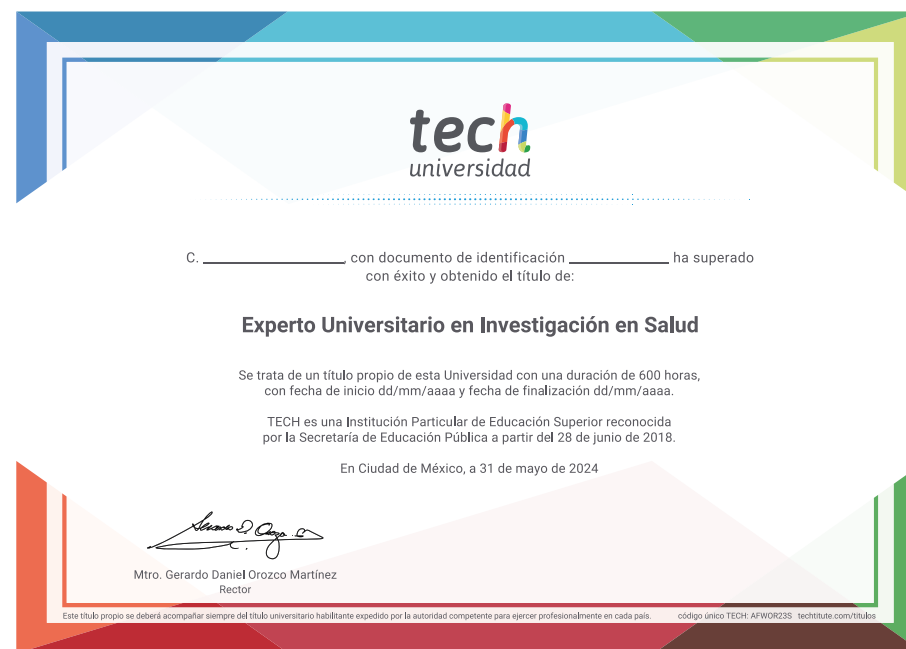 tech
universidad
C. ____________, con documento de identificación ____________ ha superado
con éxito y obtenido el título de:
Experto Universitario en Investigación en Salud
Se trata de un título propio de esta Universidad con una duración de 600 horas,
con fecha de inicio dd/mm/aaaa y fecha de finalización dd/mm/aaaa.
TECH es una Institución Particular de Educación Superior reconocida
por la Secretaría de Educación Pública a partir del 28 de junio de 2018.
En Ciudad de México, a 31 de mayo de 2024
Mtro. Gerardo Daniel Orozco Martínez
Rector
Este título propio se deberá acompañar siempre del título universitario habilitante expedido por la autoridad competente para ejercer profesionalmente en cada país. código único TECH: AFWOR23S techtitute.com/titulos